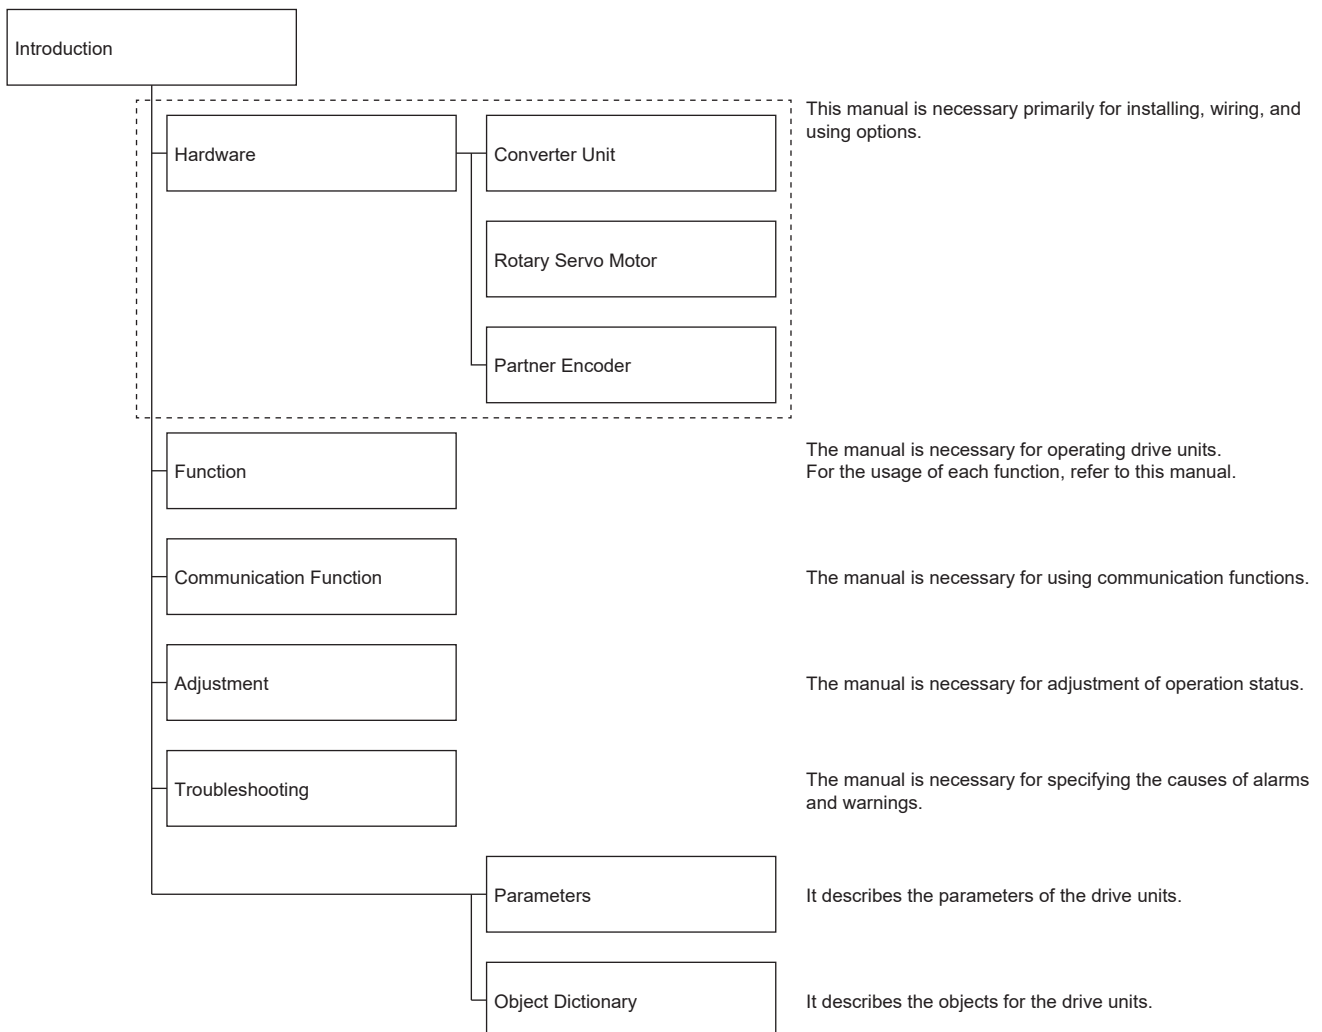 Introduction
This manual is necessary primarily for installing, wiring, and
using options.
Hardware
Converter Unit
Rotary Servo Motor
Partner Encoder
Function
The manual is necessary for operating drive units.
For the usage of each function, refer to this manual.
Communication Function
The manual is necessary for using communication functions.
Adjustment
The manual is necessary for adjustment of operation status.
Troubleshooting
The manual is necessary for specifying the causes of alarms
and warnings.
Parameters
It describes the parameters of the drive units.
Object Dictionary
It describes the objects for the drive units.